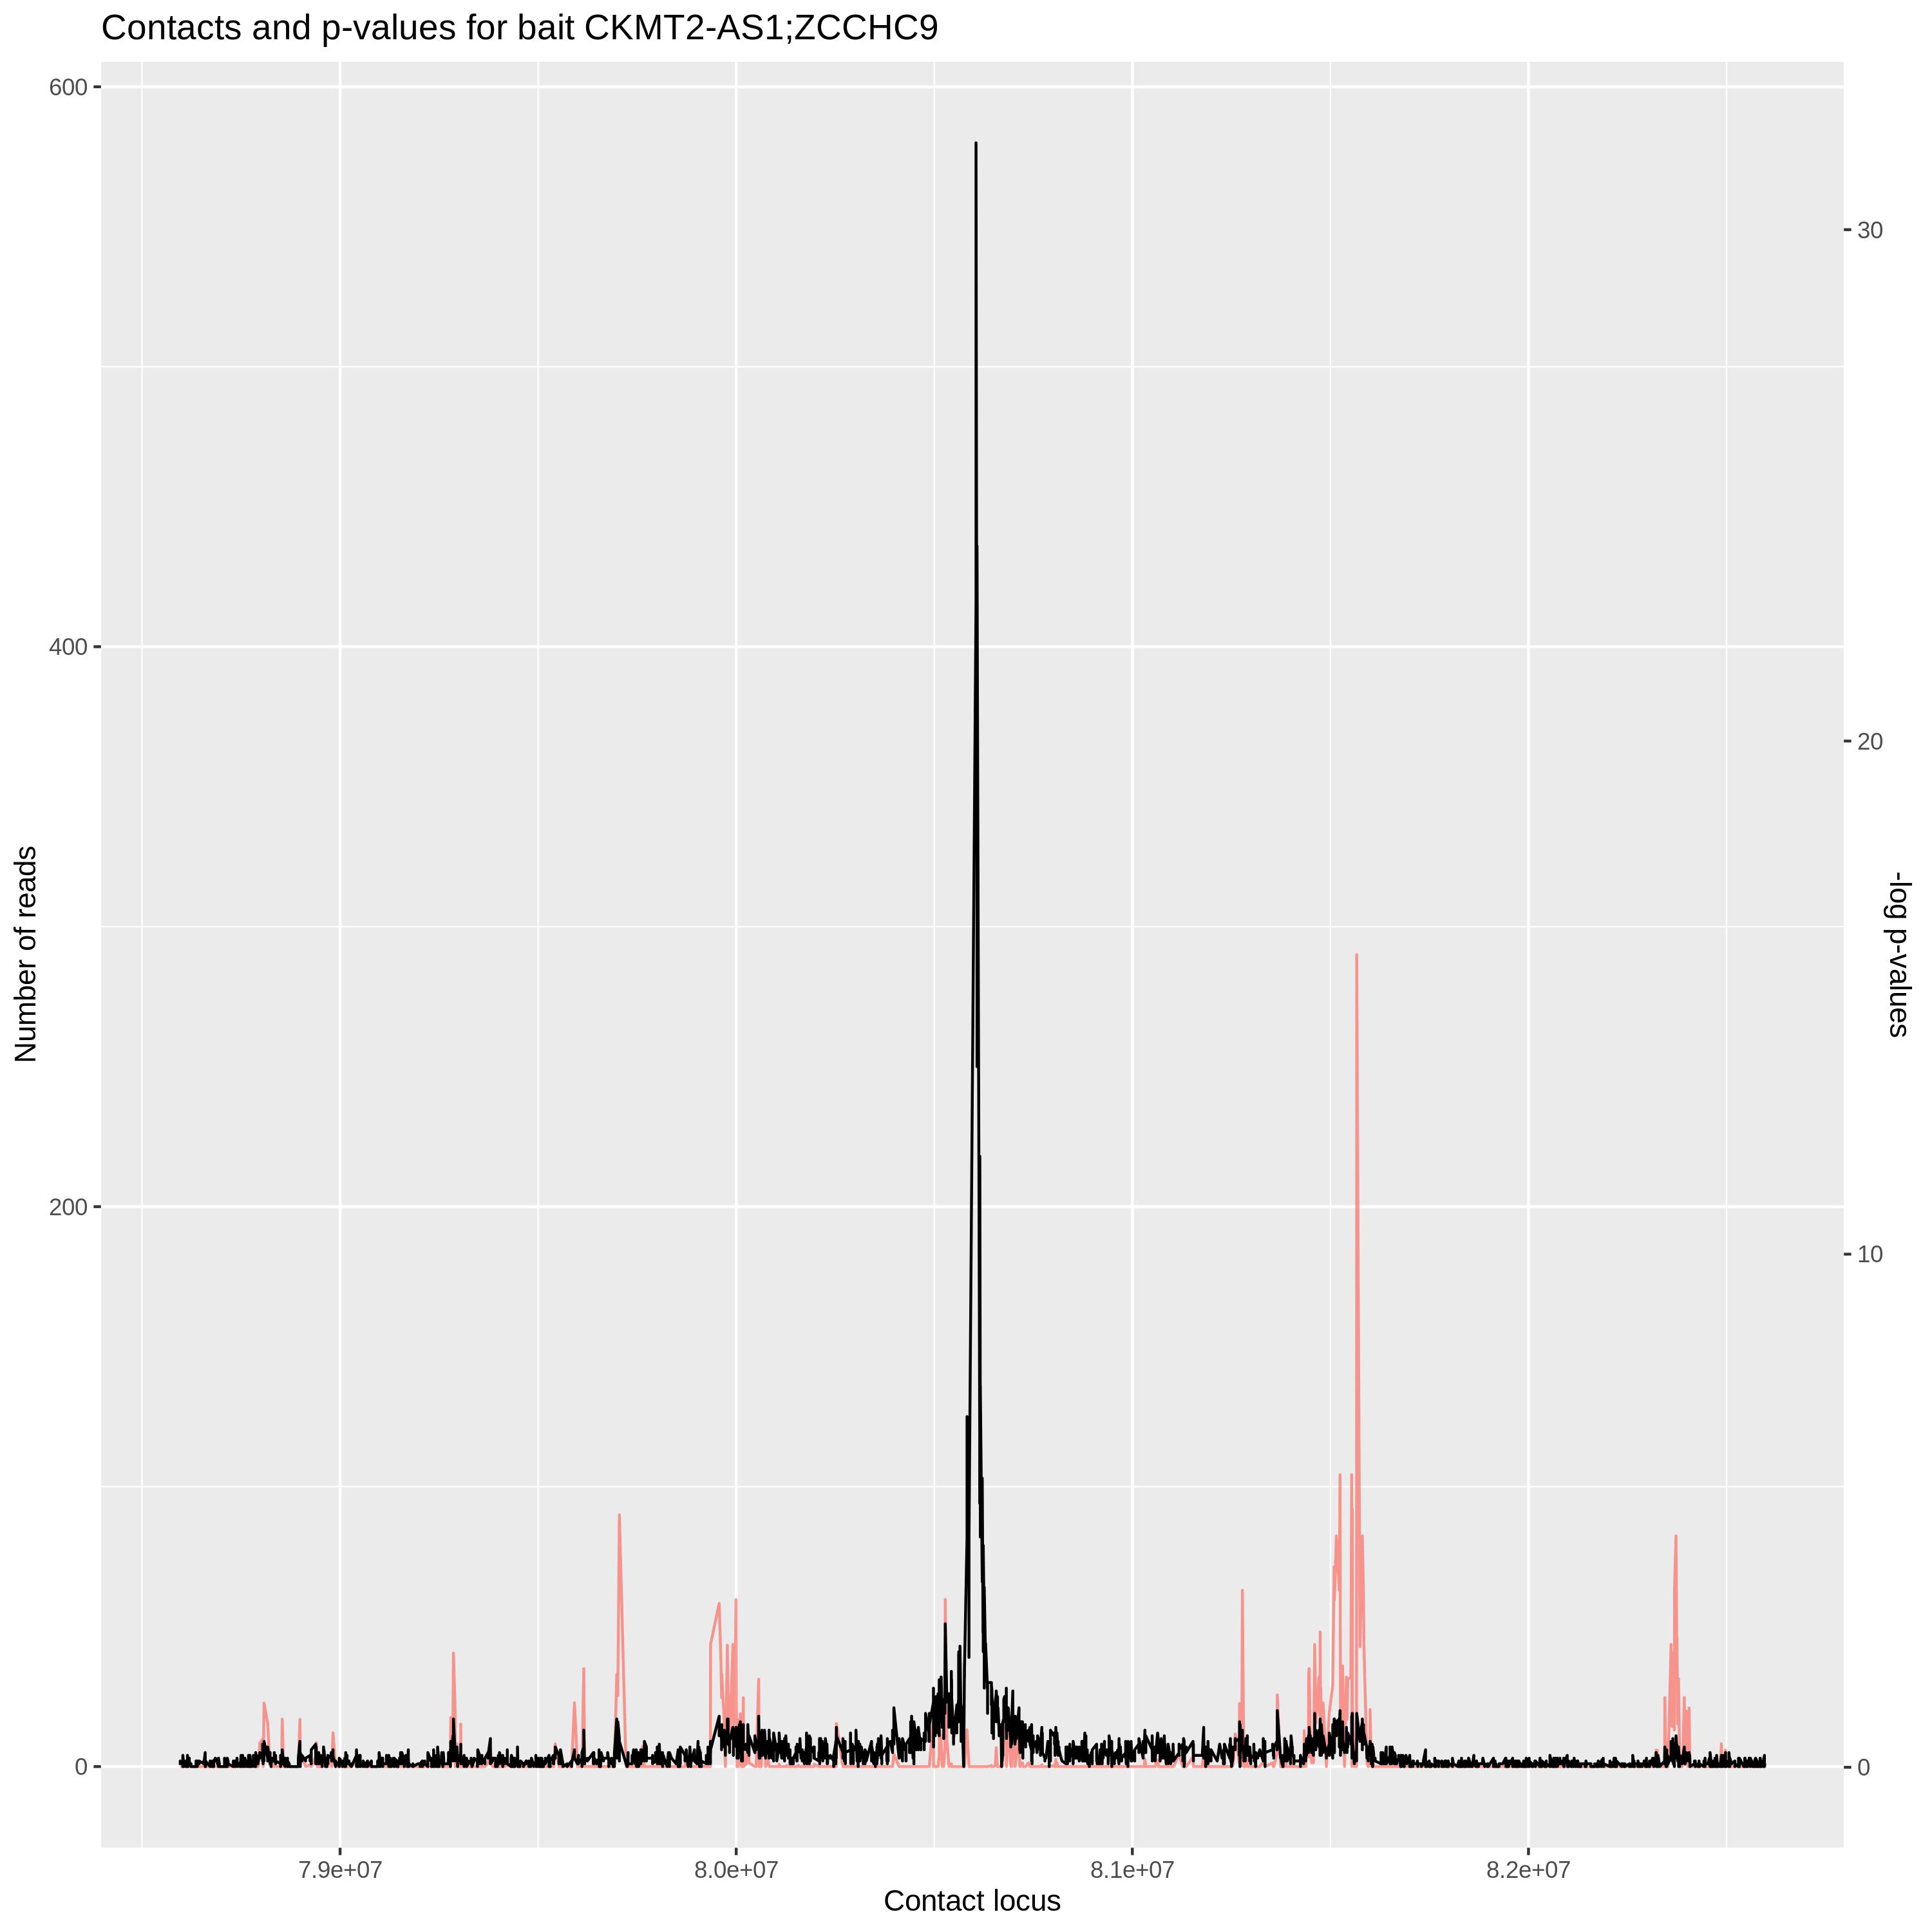 Contacts and p-values for bait CKMT2-AS1;ZCCHC9
600
400
200
0
Number of reads
30
20
10
0
-log p-values
7.9e+07 8.0e+07 8.1e+07 8.2e+07
Contact locus